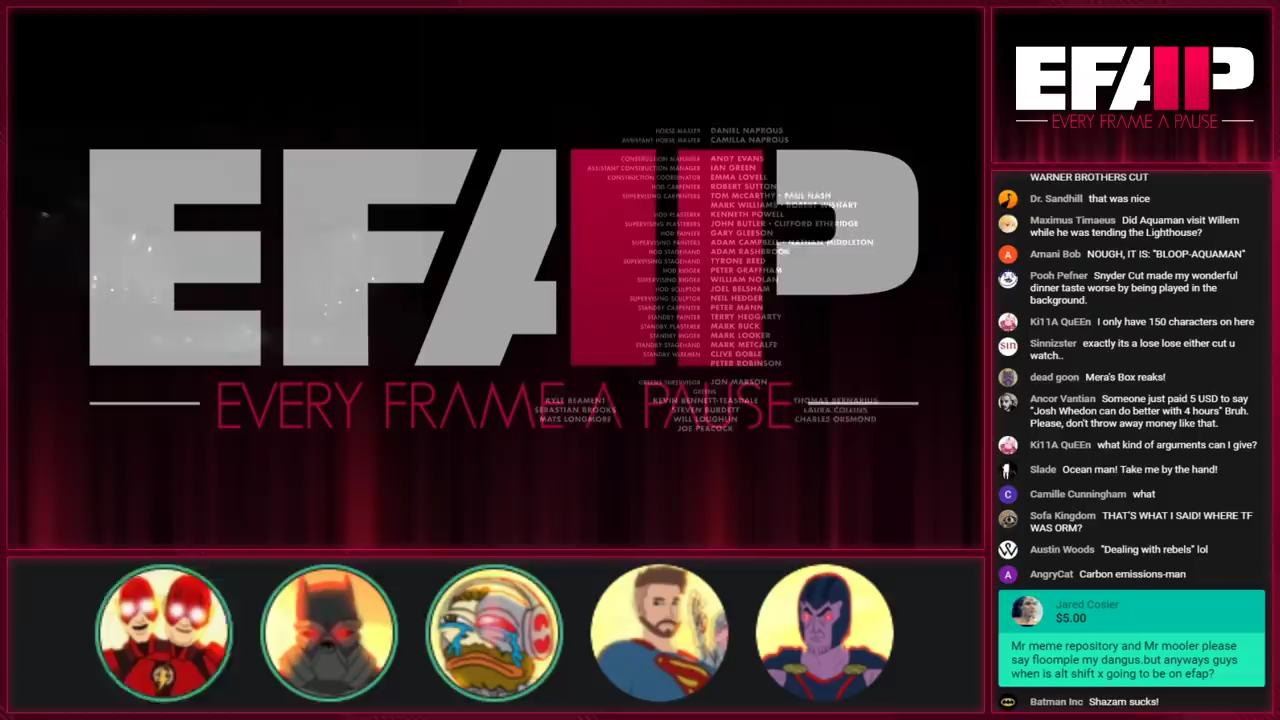 EFAP
EVERY FRAME A PAUSE
HORSE MASTER DANIEL NAPROUS
ASSISTANT HORSE MASTER CAMILLA NAPROUS
CONSTRUCTION MANAGER ANDY EVANS
ASSISTANT CONSTRUCTION MANAGER IAN GREEN
CONSTRUCTION COORDINATOR EMMA LOVELL
HOD CARPENTER ROBERT SUTTON
SUPERVISING CARPENTERS TOM McCARTHY • PAUL NASH
MARK WILLIAMS • ROBERT WISHART
HOD PLASTERER KENNETH POWELL
SUPERVISING PLASTERERS JOHN BUTLER • CLIFFORD ETHERIDGE
HOD PAINTER GARY GLEESON
SUPERVISING PAINTERS ADAM CAMPBELL • NATHAN MIDDLETON
HOD STAGEHAND ADAM RASHBROOK
SUPERVISING STAGEHAND TYRONE REED
HOD RIGGER PETER GRAFFHAM
SUPERVISING RIGGER WILLIAM NOLAN
HOD SCULPTOR JOEL BELSHAM
SUPERVISING SCULPTOR NEIL HEDGER
STANDBY CARPENTER PETER MANN
STANDBY PAINTER TERRY HEGGARTY
STANDBY PLASTERER MARK BUCK
STANDBY RIGGER MARK LOOKER
STANDBY STAGEHAND MARK METCALFE
STANDBY WIREMEN CLIVE GOBLE
PETER ROBINSON
GREENS SUPERVISOR JON MARSON
GREENS
KYLE BEAMENT KEVIN BENNETT-TEASDALE THOMAS BERNARDIS
SEBASTIAN BROOKS STEVEN BURDETT LAURA COLLINS
MATS LONGMORE WILL LOUGHLIN CHARLES ORSMOND
JOE PEACOCK
EFAP
EVERY FRAME A PAUSE
WARNER BROTHERS CUT
Dr. Sandhill that was nice
Maximus Timaeus Did Aquaman visit Willem
while he was tending the Lighthouse?
Amani Bob NOUGH, IT IS: "BLOOP-AQUAMAN"
Pooh Pefner Snyder Cut made my wonderful
dinner taste worse by being played in the
background.
Ki11A QuEEn I only have 150 characters on here
Sinnizster exactly its a lose lose either cut u
watch..
dead goon Mera's Box reaks!
Ancor Vantian Someone just paid 5 USD to say
"Josh Whedon can do better with 4 hours" Bruh.
Please, don't throw away money like that.
Ki11A QuEEn what kind of arguments can I give?
Slade Ocean man! Take me by the hand!
Camille Cunningham what
Sofa Kingdom THAT'S WHAT I SAID! WHERE TF
WAS ORM?
Austin Woods "Dealing with rebels" lol
AngryCat Carbon emissions-man
Jared Cosier
$5.00
Mr meme repository and Mr mooler please
say floomple my dangus.but anyways guys
when is alt shift x going to be on efap?
Batman Inc Shazam sucks!